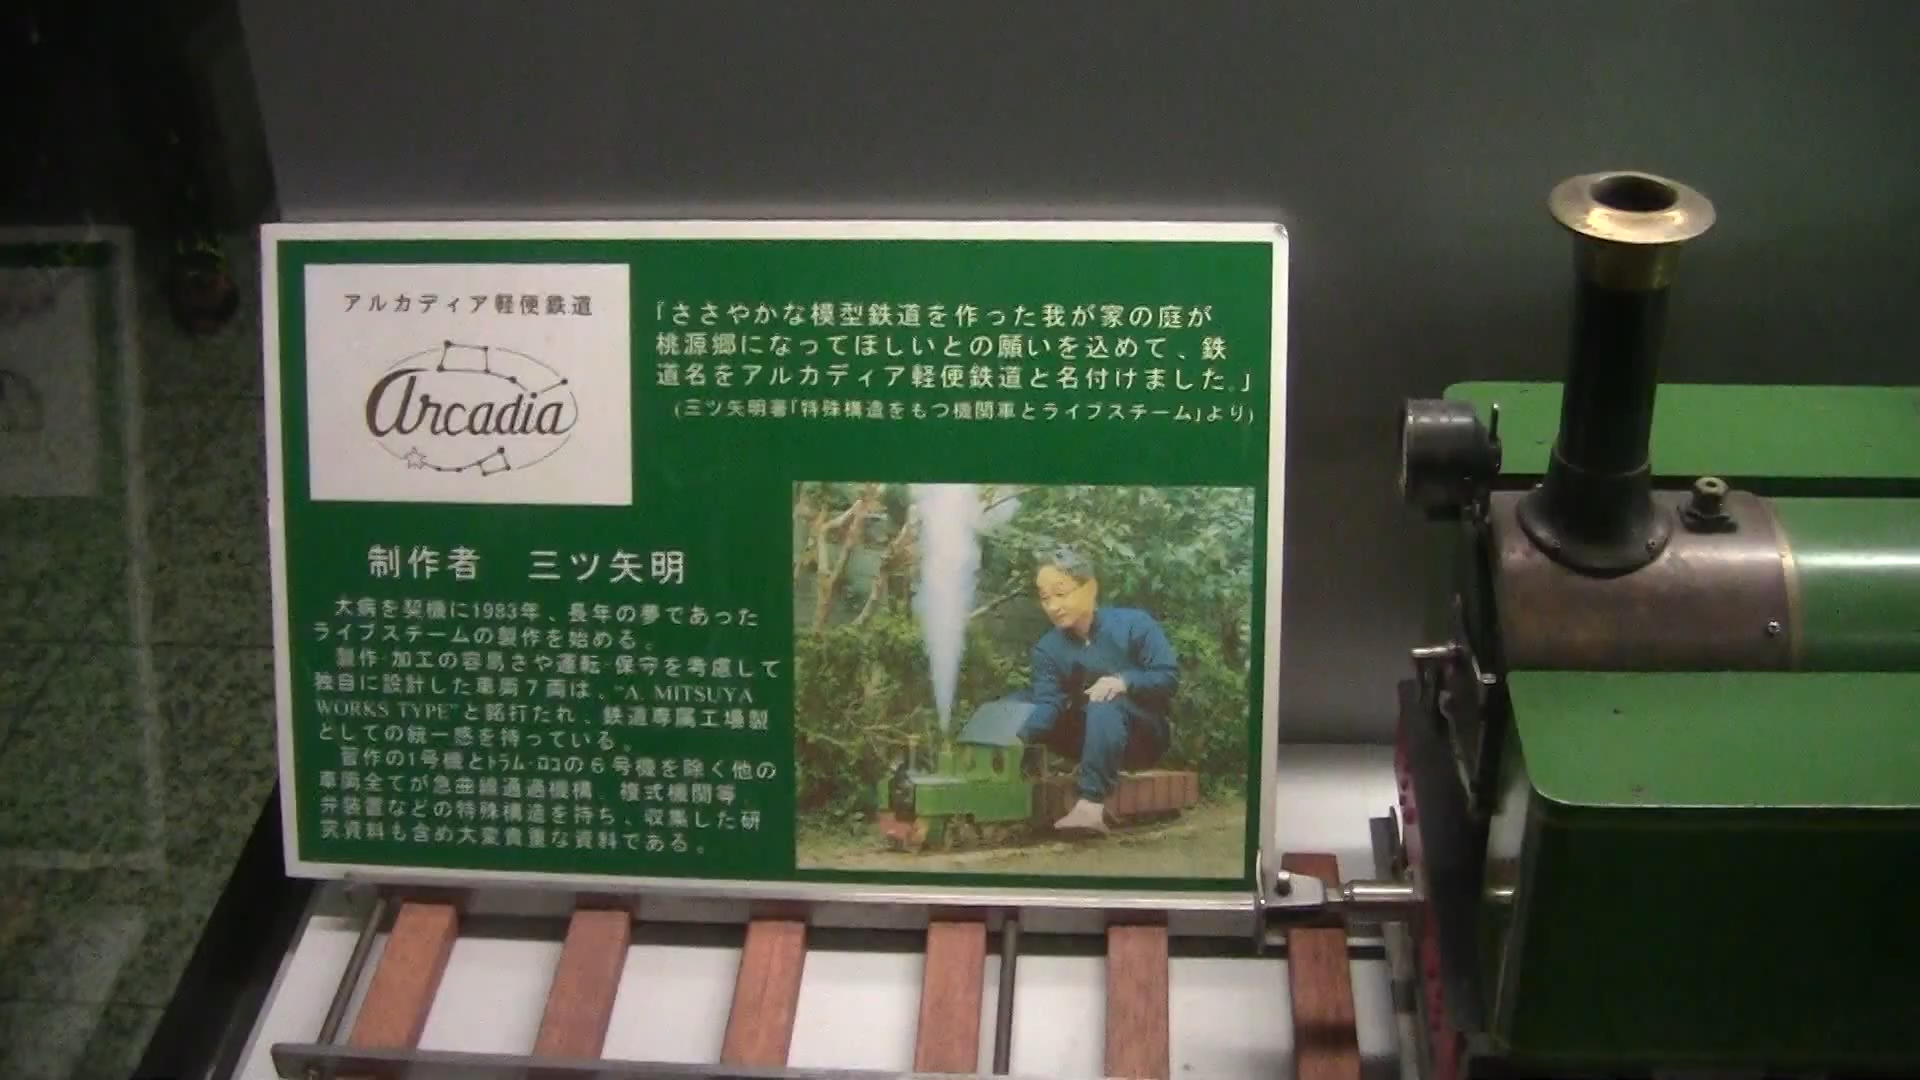 アルカディア軽便鉄道
Arcadia
「ささやかな模型鉄道を作った我が家の庭が
桃源郷になってほしいとの願いを込めて、鉄
道名をアルカディア軽便鉄道と名付けました。」
(三ツ矢明著「特殊構造をもつ機関車とライブスチーム」より)
制作者 三ツ矢明
大病を契機に1983年、長年の夢であった
ライブスチームの製作を始める。
製作・加工の容易さや運転・保守を考慮して
独自に設計した車両7両は、"A. MITSUYA
WORKS TYPE"と銘打たれ、鉄道専属工場製
としての統一感を持っている。
習作の1号機とトラム・ロコの6号機を除く他の
車両全てが急曲線通過機構、複式機関等
弁装置などの特殊構造を持ち、収集した研
究資料も含め大変貴重な資料である。